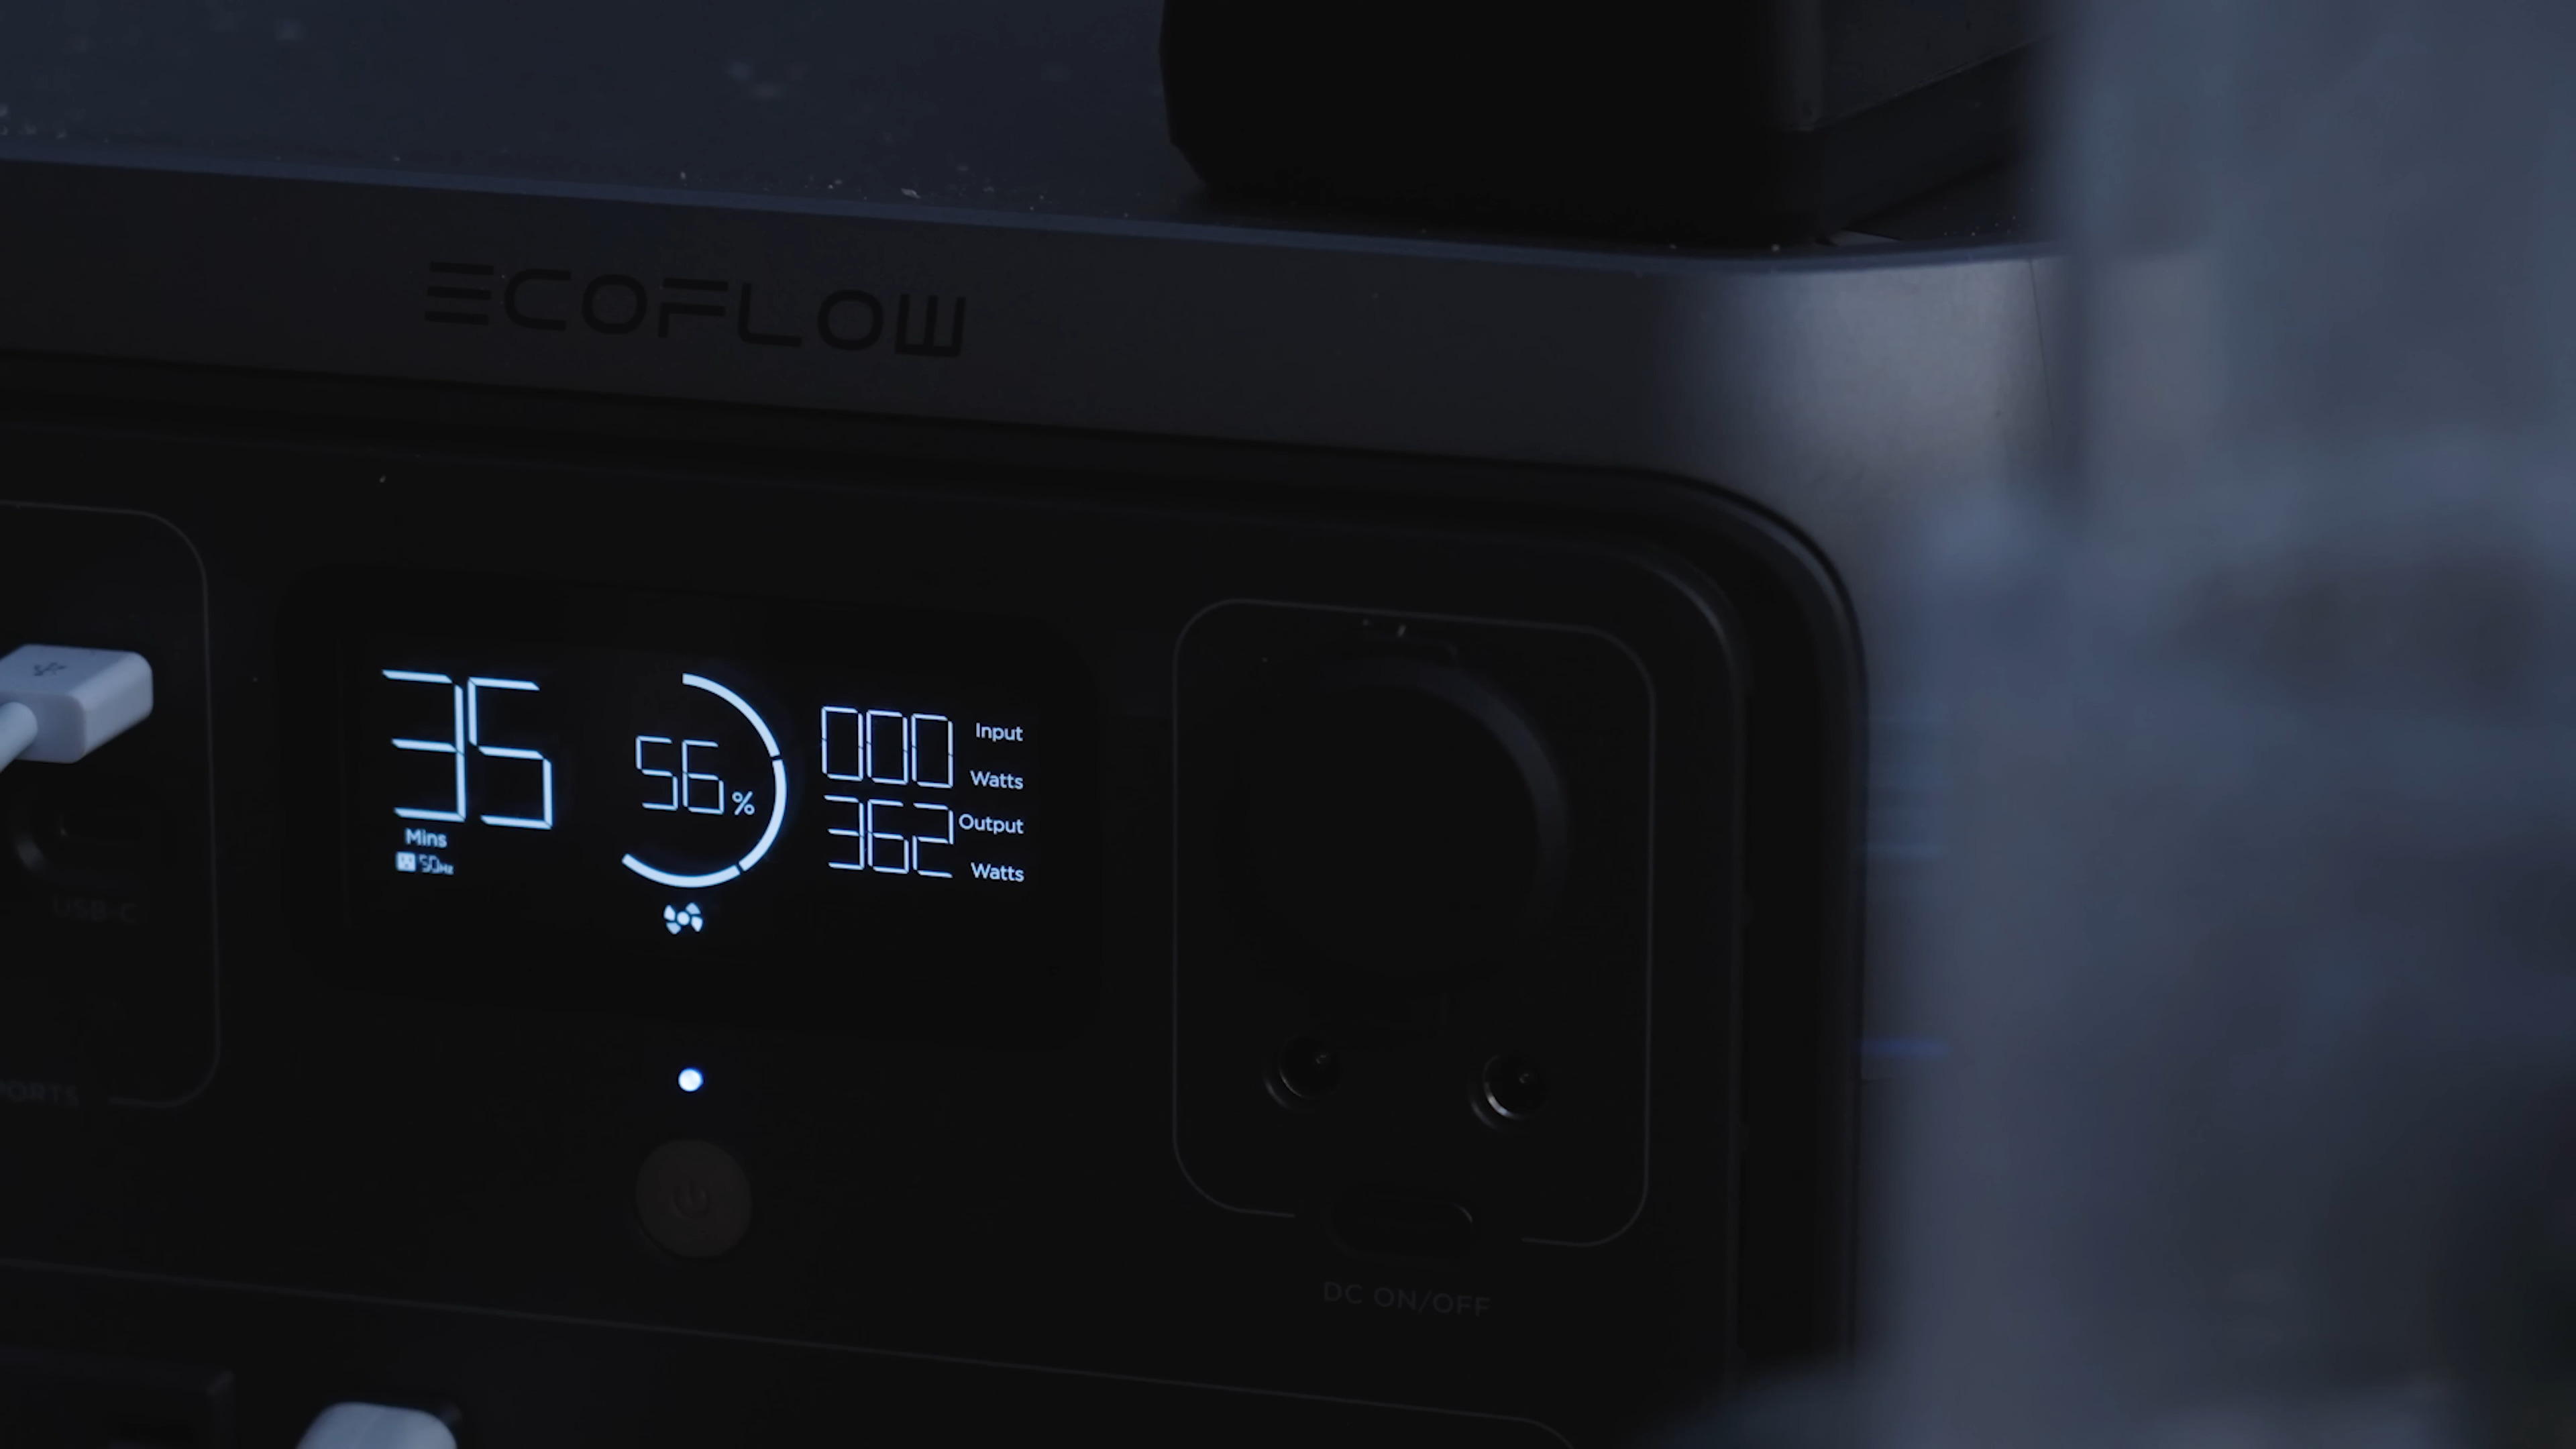 ECOFLOW
35
Mins
50Hz
56%
000 Input Watts
362 Output Watts
USB-C
PORTS
DC ON/OFF